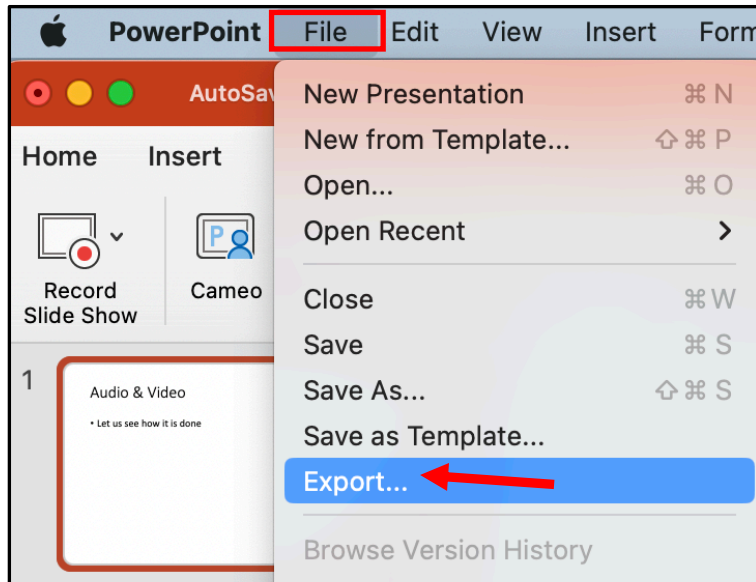 PowerPoint File Edit View Insert Form
AutoSav
Home Insert
Record
Slide Show
Cameo
1
Audio & Video
• Let us see how it is done
New Presentation ⌘ N
New from Template... ⇧ ⌘ P
Open... ⌘ O
Open Recent
Close ⌘ W
Save ⌘ S
Save As... ⇧ ⌘ S
Save as Template...
Export...
Browse Version History